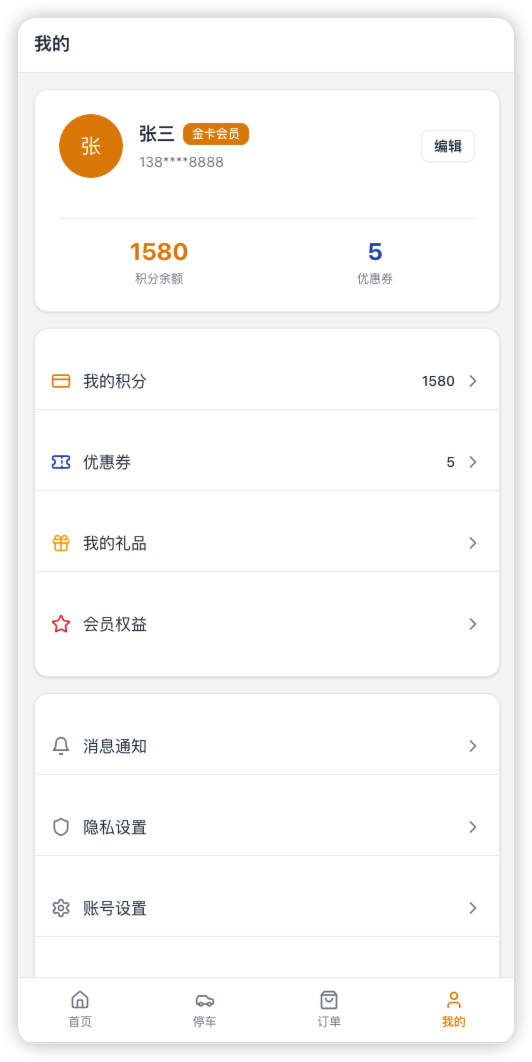 我的
张
张三 金卡会员
138****8888
编辑
1580
积分余额
5
优惠券
我的积分 1580
优惠券 5
我的礼品
会员权益
消息通知
隐私设置
账号设置
首页 停车 订单 我的